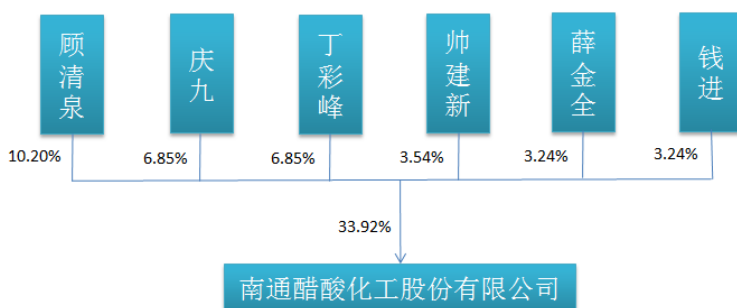 顾清泉
庆九
丁彩峰
帅建新
薛金全
钱进
10.20%
6.85%
6.85%
3.54%
3.24%
3.24%
33.92%
南通醋酸化工股份有限公司